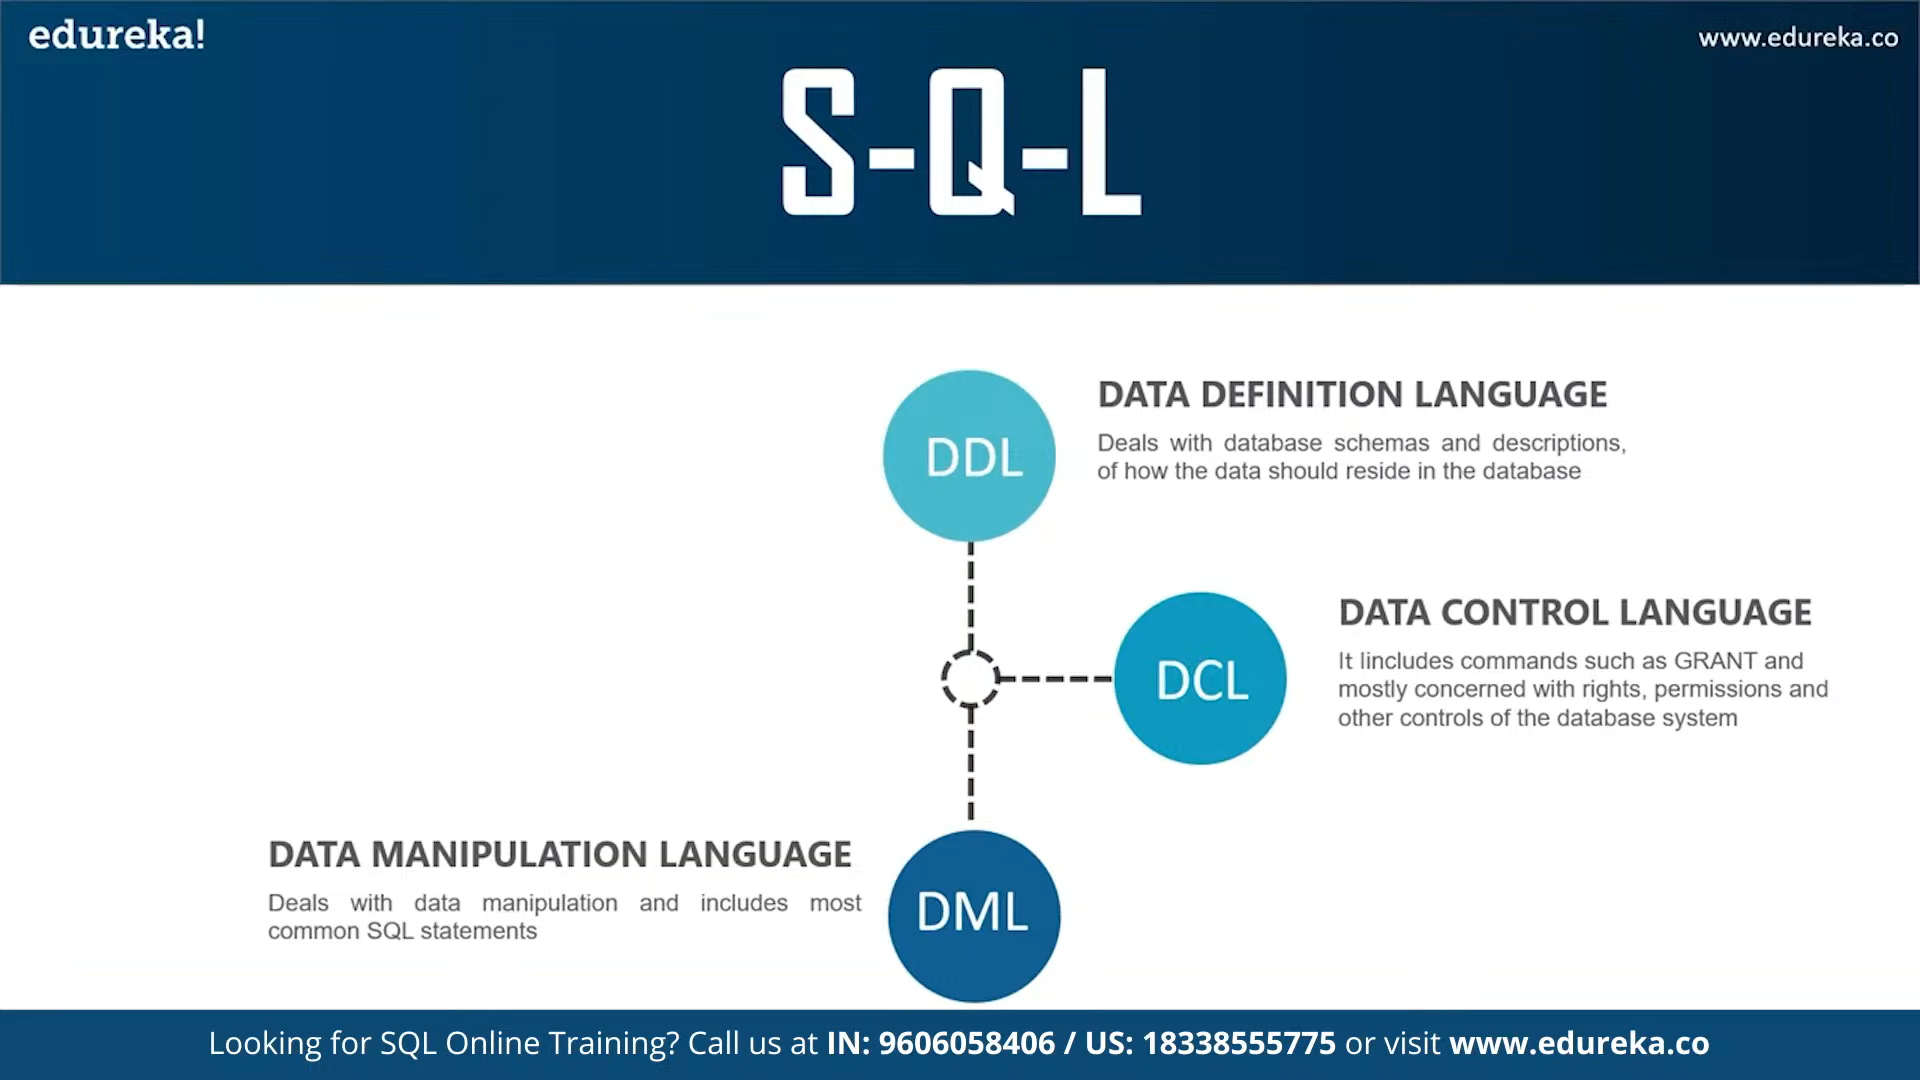 edureka!
www.edureka.co
S-Q-L
DDL
DATA DEFINITION LANGUAGE
Deals with database schemas and descriptions,
of how the data should reside in the database
DCL
DATA CONTROL LANGUAGE
It lincludes commands such as GRANT and
mostly concerned with rights, permissions and
other controls of the database system
DATA MANIPULATION LANGUAGE
Deals with data manipulation and includes most
common SQL statements
DML
Looking for SQL Online Training? Call us at IN: 9606058406 / US: 18338555775 or visit www.edureka.co